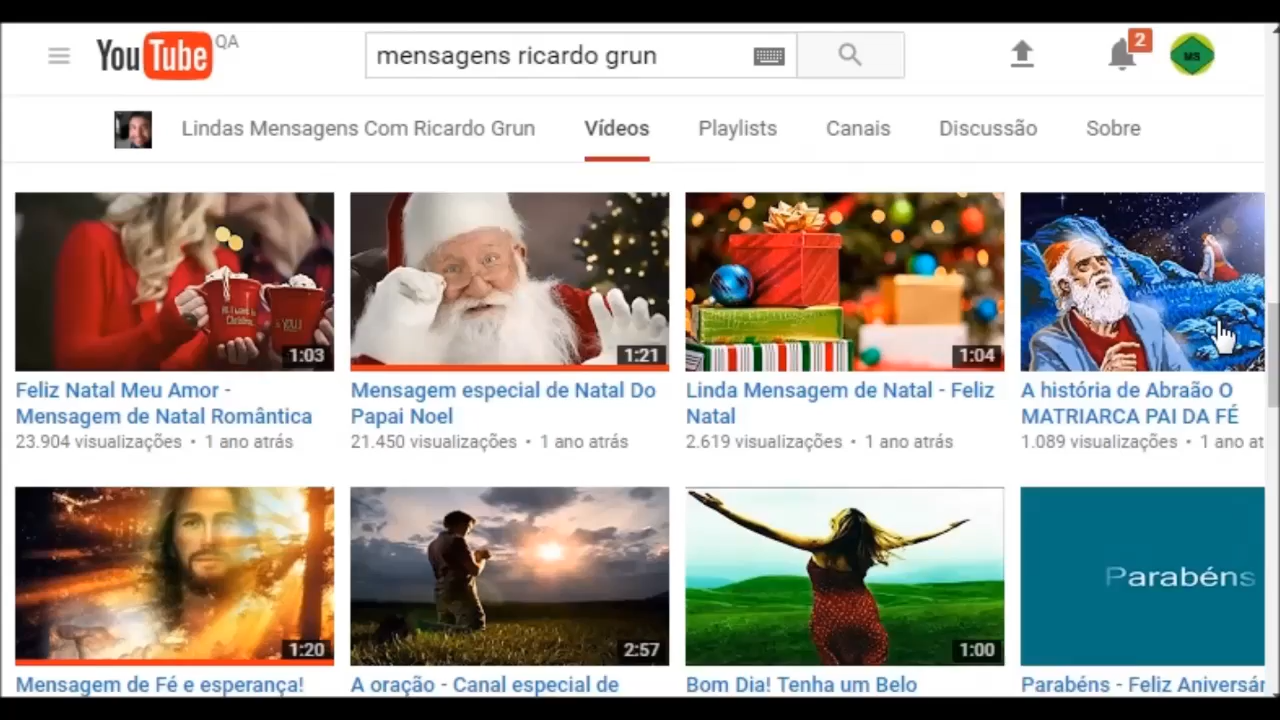 YouTube QA
mensagens ricardo grun
2
MS
Lindas Mensagens Com Ricardo Grun
Vídeos
Playlists
Canais
Discussão
Sobre
1:03
1:21
1:04
Feliz Natal Meu Amor -
Mensagem de Natal Romântica
23.904 visualizações • 1 ano atrás
Mensagem especial de Natal Do
Papai Noel
21.450 visualizações • 1 ano atrás
Linda Mensagem de Natal - Feliz
Natal
2.619 visualizações • 1 ano atrás
A história de Abraão O
MATRIARCA PAI DA FÉ
1.089 visualizações • 1 ano at
1:20
2:57
1:00
Parabéns
Mensagem de Fé e esperança!
A oração - Canal especial de
Bom Dia! Tenha um Belo
Parabéns - Feliz Aniversár